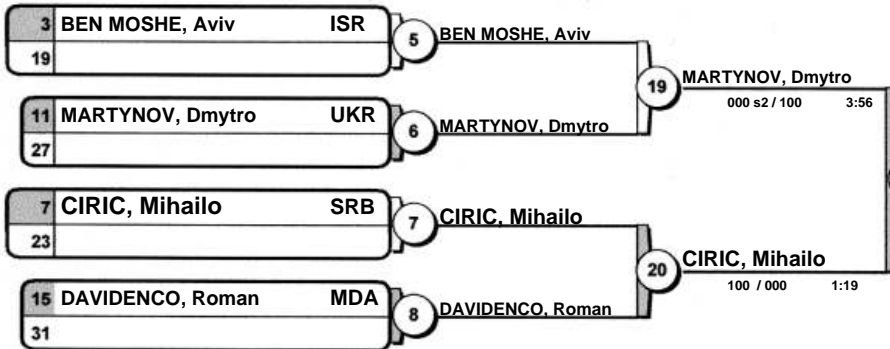 3 BEN MOSHE, Aviv ISR
19
5 BEN MOSHE, Aviv
11 MARTYNOV, Dmytro UKR
27
6 MARTYNOV, Dmytro
19 MARTYNOV, Dmytro
000 s2 / 100 3:56
7 CIRIC, Mihailo SRB
23
7 CIRIC, Mihailo
15 DAVIDENCO, Roman MDA
31
8 DAVIDENCO, Roman
20 CIRIC, Mihailo
100 / 000 1:19